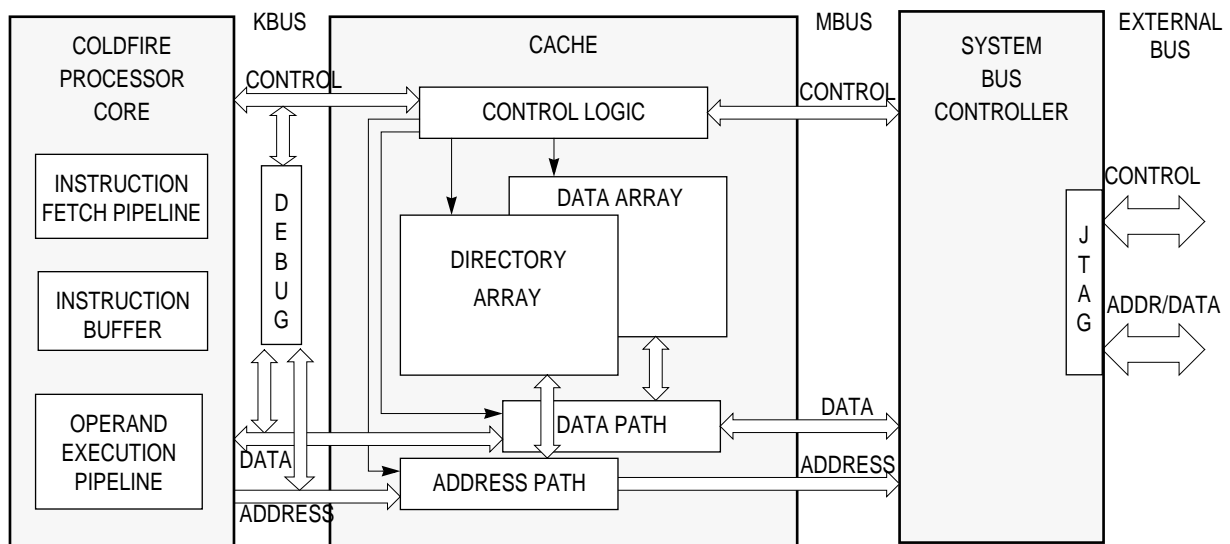 COLDFIRE
PROCESSOR
CORE
INSTRUCTION
FETCH PIPELINE
INSTRUCTION
BUFFER
OPERAND
EXECUTION
PIPELINE
KBUS
CONTROL
D
E
B
U
G
DATA
ADDRESS
CACHE
CONTROL LOGIC
DATA ARRAY
DIRECTORY
ARRAY
DATA PATH
ADDRESS PATH
MBUS
CONTROL
DATA
ADDRESS
SYSTEM
BUS
CONTROLLER
J
T
A
G
EXTERNAL
BUS
CONTROL
ADDR/DATA